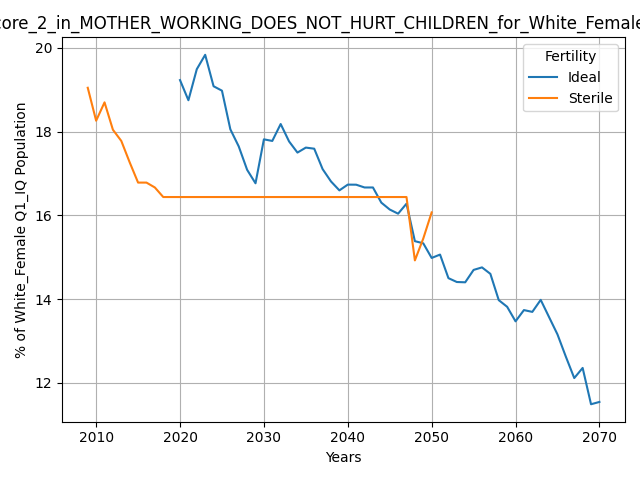 core_2_in_MOTHER_WORKING_DOES_NOT_HURT_CHILDREN_for_White_Female
Fertility
Ideal
Sterile
% of White_Female Q1_IQ Population
20
18
16
14
12
2010
2020
2030
2040
2050
2060
2070
Years